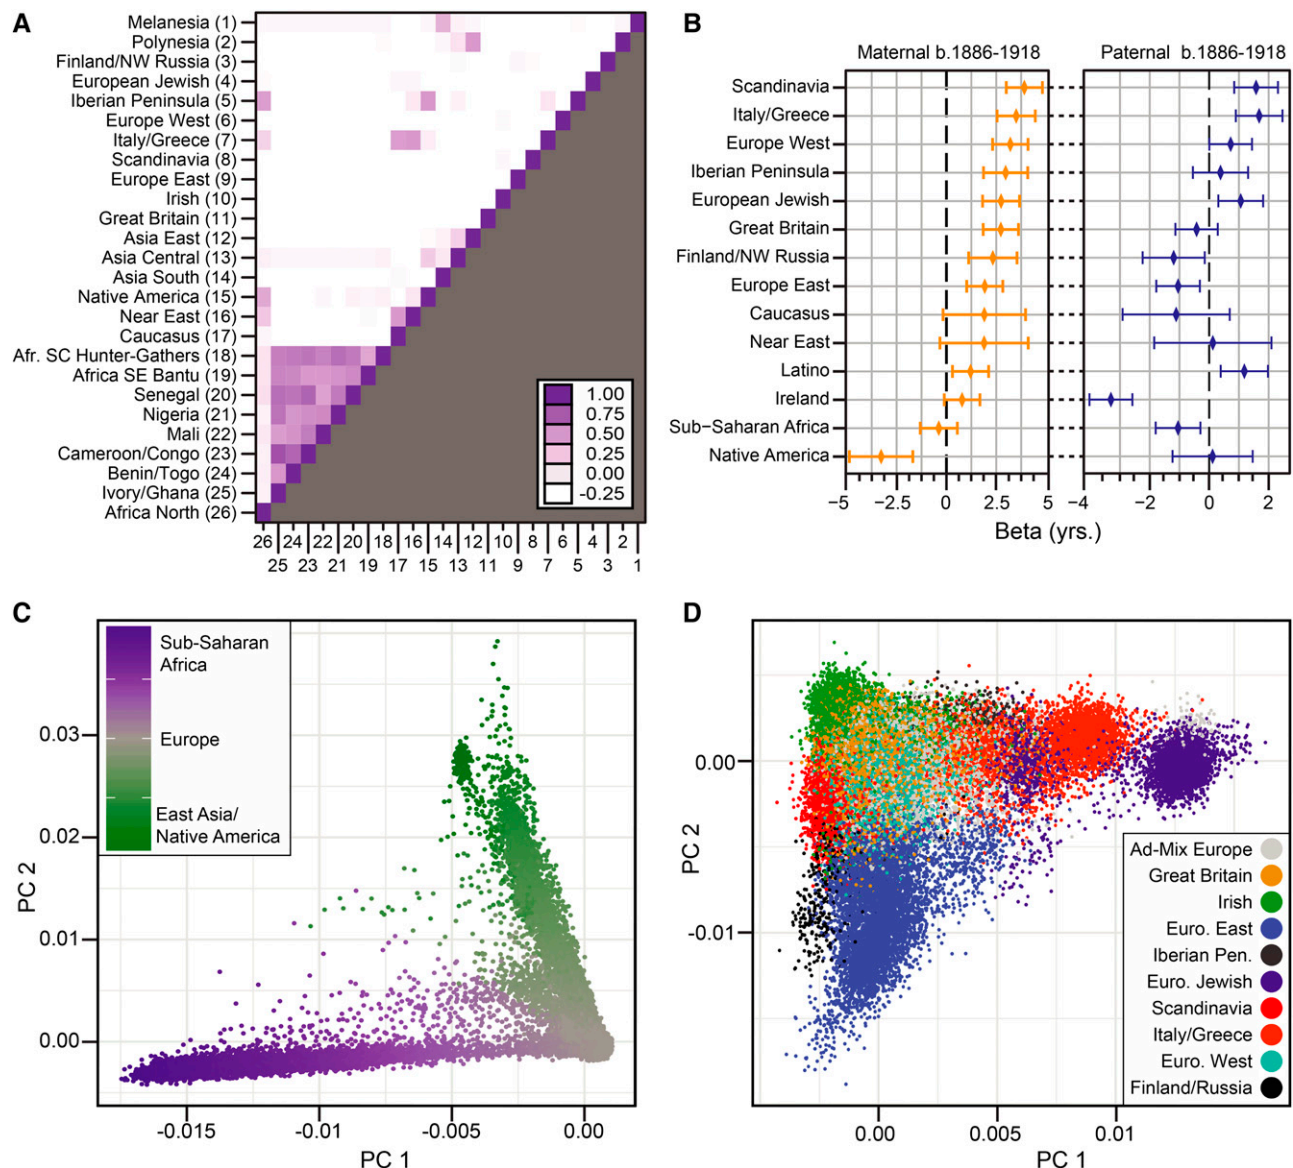 A
Melanesia (1)
Polynesia (2)
Finland/NW Russia (3)
European Jewish (4)
Iberian Peninsula (5)
Europe West (6)
Italy/Greece (7)
Scandinavia (8)
Europe East (9)
Irish (10)
Great Britain (11)
Asia East (12)
Asia Central (13)
Asia South (14)
Native America (15)
Near East (16)
Caucasus (17)
Afr. SC Hunter-Gathers (18)
Africa SE Bantu (19)
Senegal (20)
Nigeria (21)
Mali (22)
Cameroon/Congo (23)
Benin/Togo (24)
Ivory/Ghana (25)
Africa North (26)
1.00
0.75
0.50
0.25
0.00
-0.25
26 24 22 20 18 16 14 12 10 8 6 4 2
25 23 21 19 17 15 13 11 9 7 5 3 1
B
Maternal b.1886-1918 Paternal b.1886-1918
Scandinavia
Italy/Greece
Europe West
Iberian Peninsula
European Jewish
Great Britain
Finland/NW Russia
Europe East
Caucasus
Near East
Latino
Ireland
Sub-Saharan Africa
Native America
-5 -2.5 0 2.5 5 -4 -2 0 2
Beta (yrs.)
C
Sub-Saharan
Africa
Europe
East Asia/
Native America
PC 2
0.03
0.02
0.01
0.00
-0.015 -0.010 -0.005 0.00
PC 1
D
PC 2
0.00
-0.01
Ad-Mix Europe
Great Britain
Irish
Euro. East
Iberian Pen.
Euro. Jewish
Scandinavia
Italy/Greece
Euro. West
Finland/Russia
0.00 0.005 0.01
PC 1